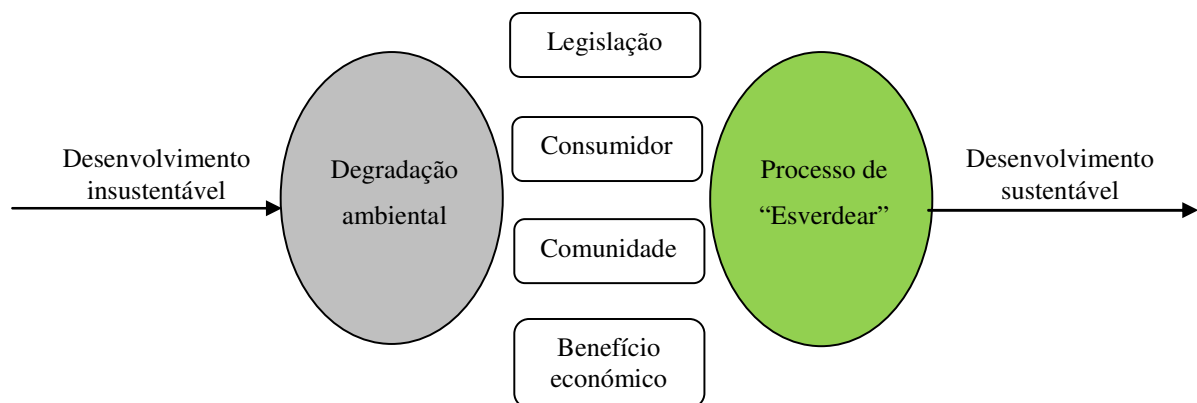 Desenvolvimento
insustentável
Degradação
ambiental
Legislação
Consumidor
Comunidade
Benefício
económico
Processo de
“Esverdear”
Desenvolvimento
sustentável